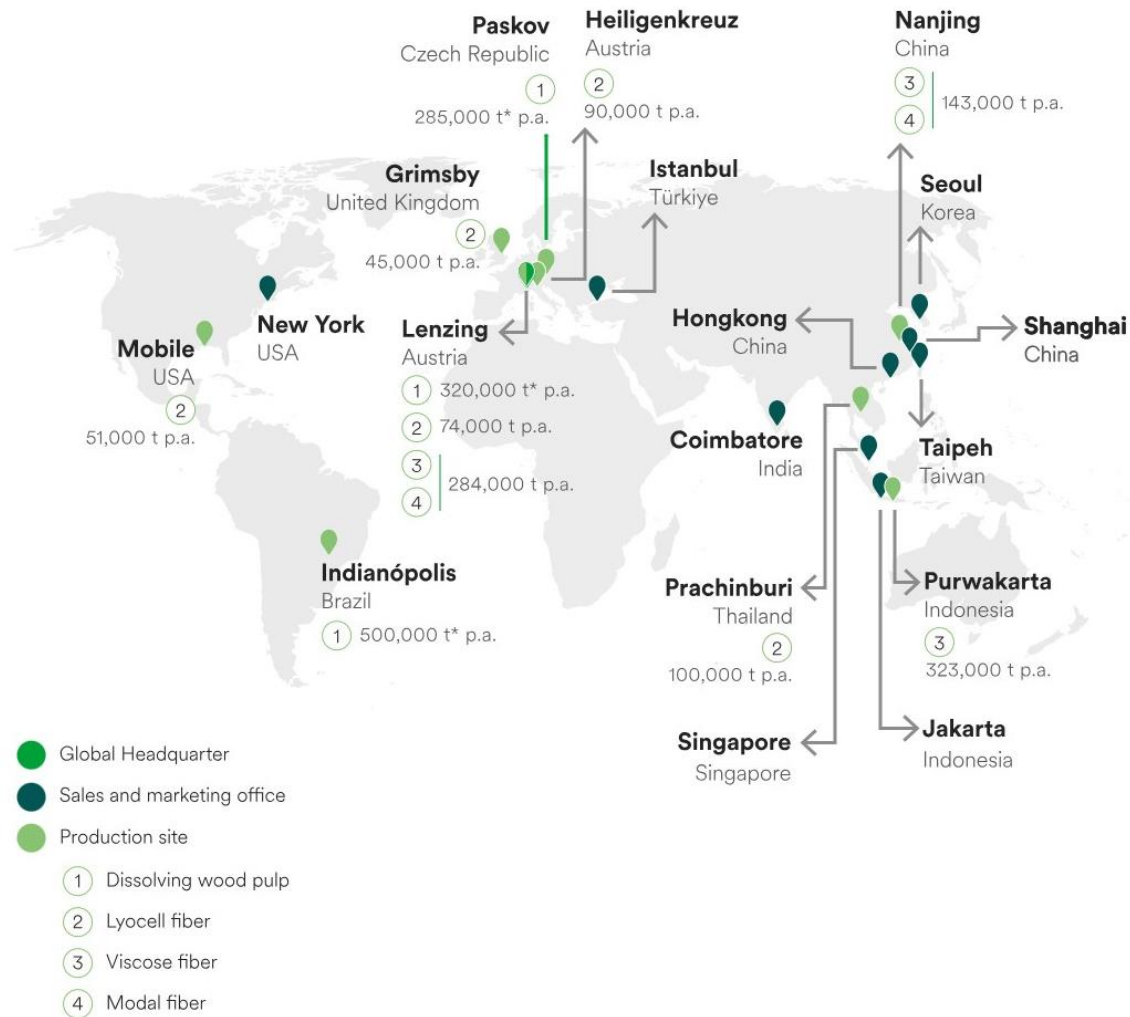 Paskov
Czech Republic
1
285,000 t* p.a.
Heiligenkreuz
Austria
2
90,000 t p.a.
Nanjing
China
3
4
143,000 t p.a.
Grimsby
United Kingdom
2
45,000 t p.a.
Istanbul
Türkiye
Seoul
Korea
New York
USA
Mobile
USA
2
51,000 t p.a.
Lenzing
Austria
1 320,000 t* p.a.
2 74,000 t p.a.
3
4
284,000 t p.a.
Hongkong
China
Shanghai
China
Coimbatore
India
Taipeh
Taiwan
Indianópolis
Brazil
1 500,000 t* p.a.
Prachinburi
Thailand
2
100,000 t p.a.
Purwakarta
Indonesia
3
323,000 t p.a.
Singapore
Singapore
Jakarta
Indonesia
Global Headquarter
Sales and marketing office
Production site
1 Dissolving wood pulp
2 Lyocell fiber
3 Viscose fiber
4 Modal fiber